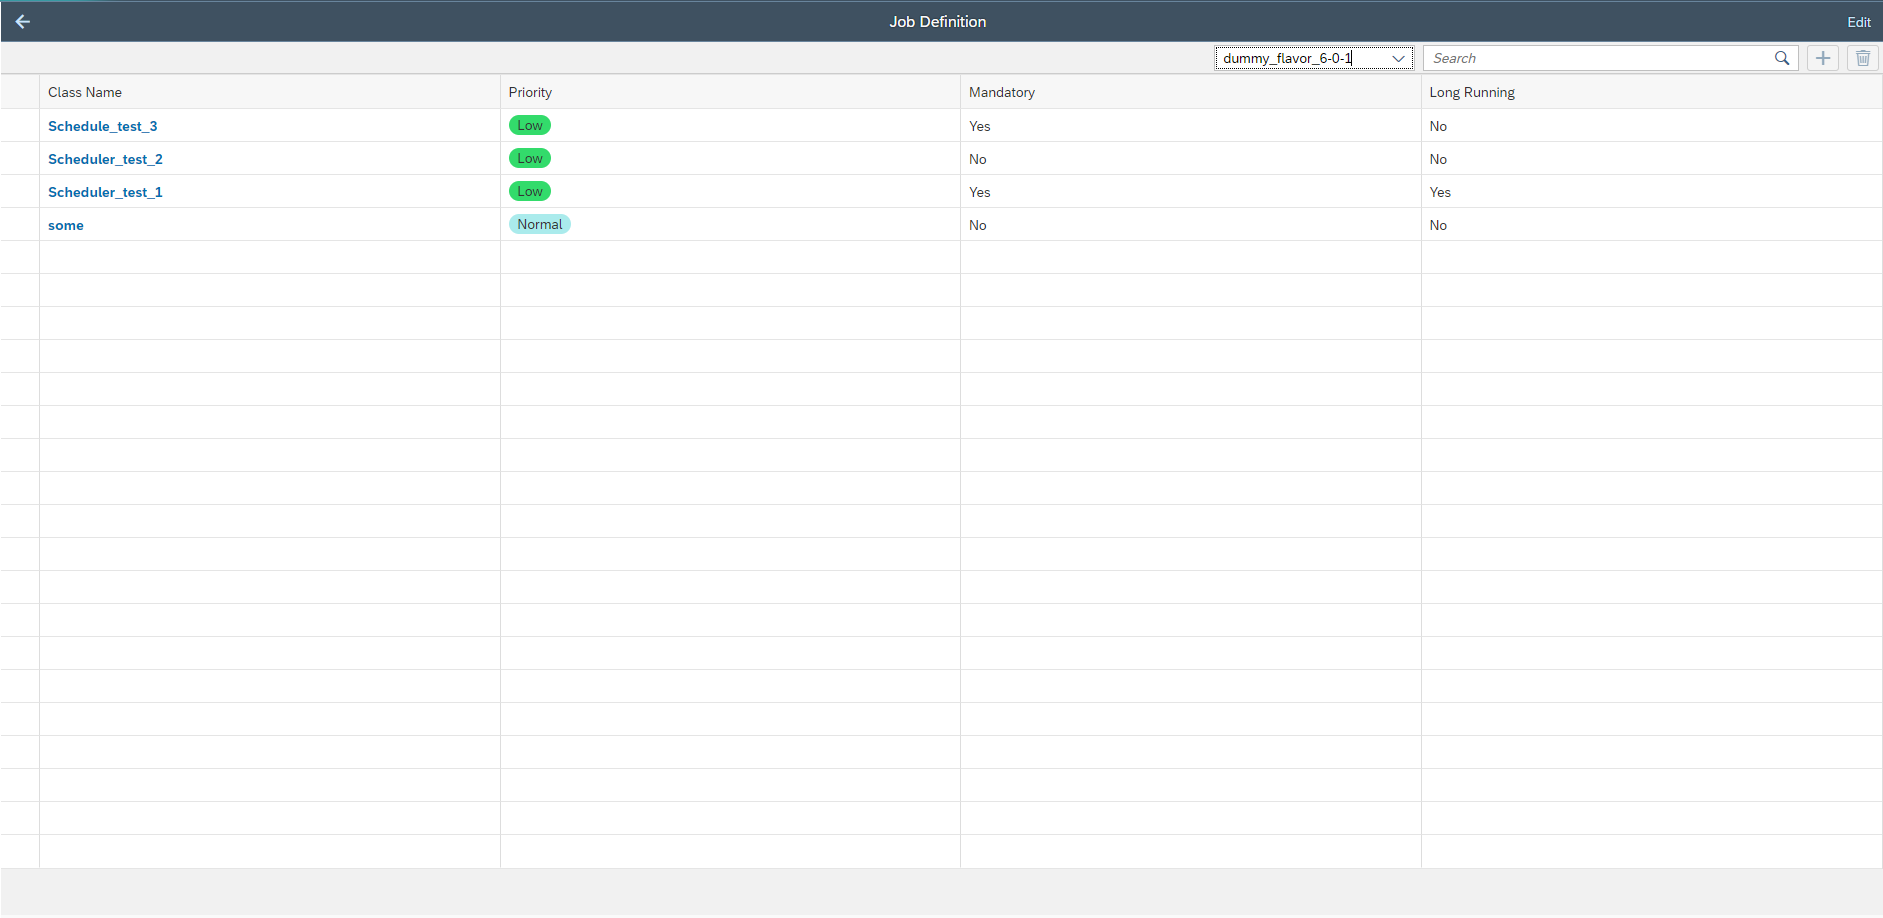 Job Definition Edit
dummy_flavor_6-0-1 Search
Class Name Priority Mandatory Long Running
Schedule_test_3 Low Yes No
Scheduler_test_2 Low No No
Scheduler_test_1 Low Yes Yes
some Normal No No